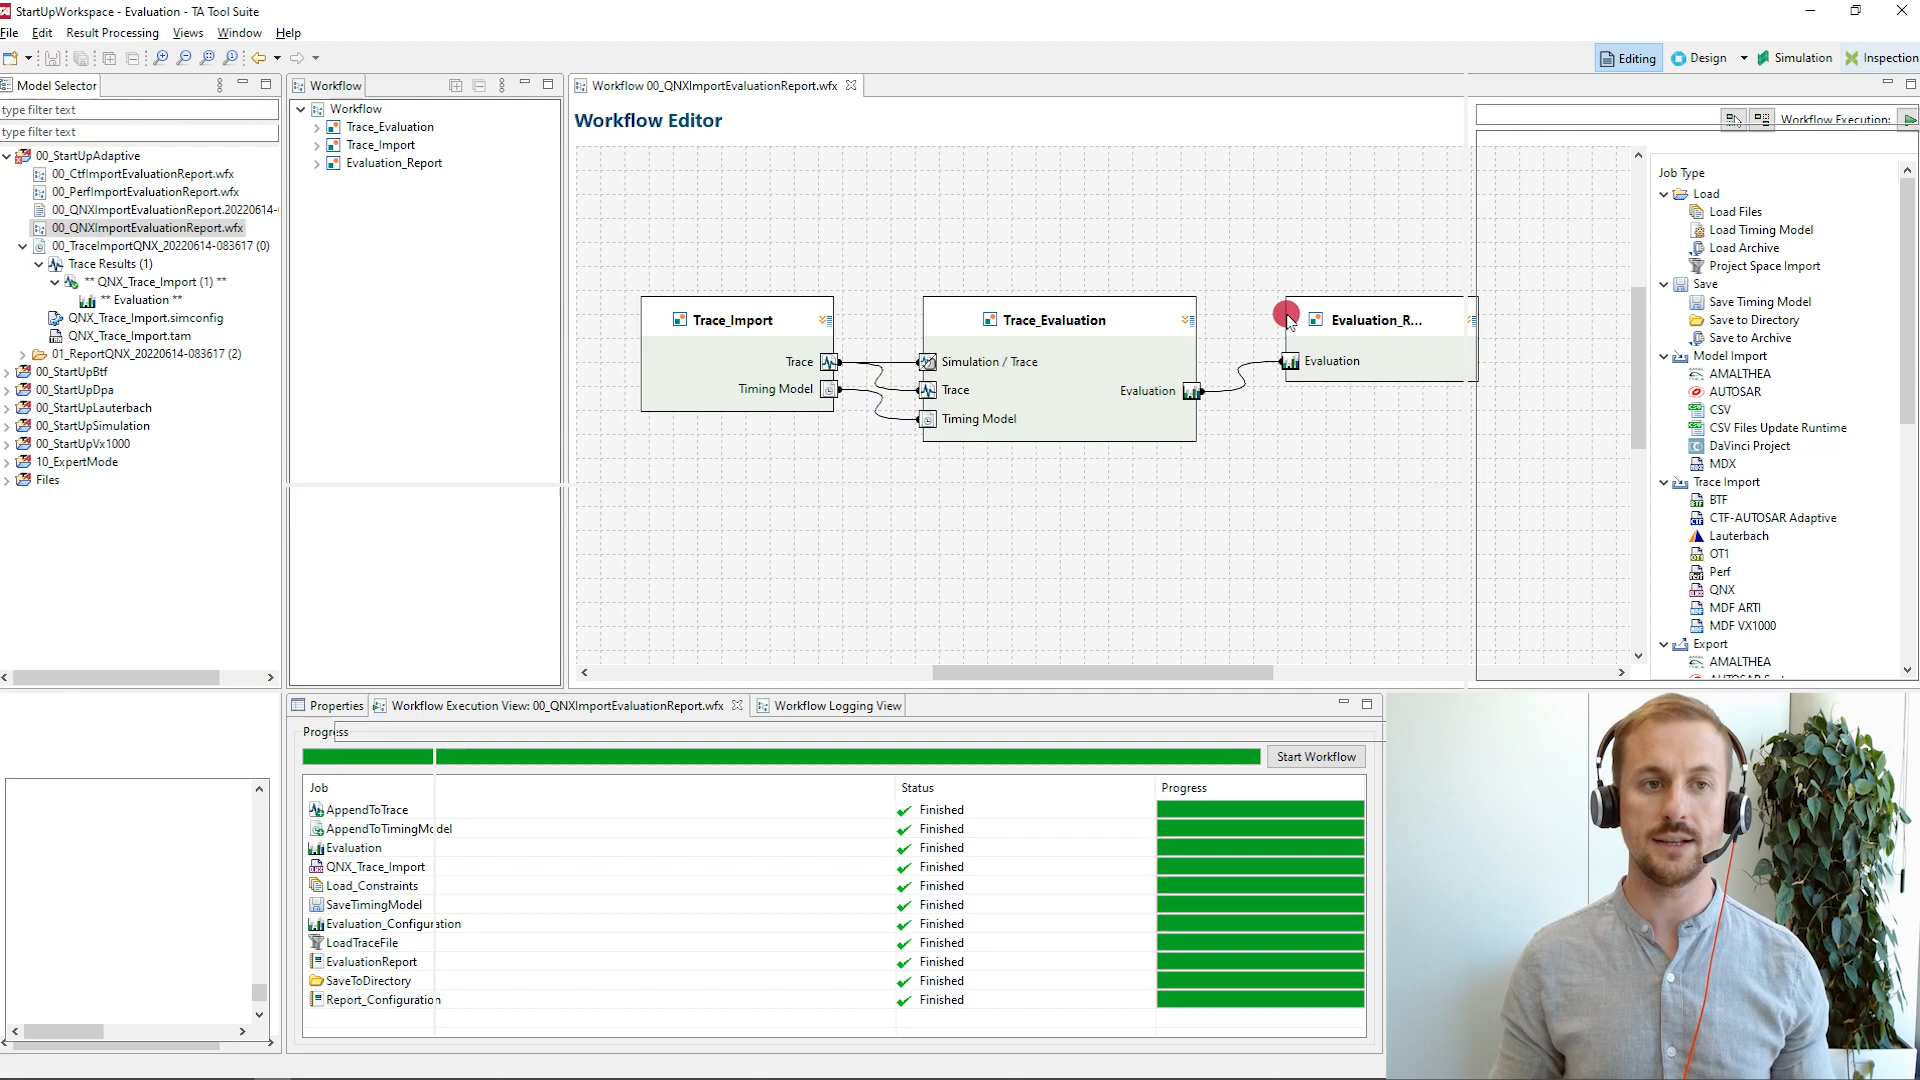 StartUpWorkspace - Evaluation - TA Tool Suite
File Edit Result Processing Views Window Help
Editing Design Simulation Inspection
Model Selector
type filter text
type filter text
00_StartUpAdaptive
00_CtfImportEvaluationReport.wfx
00_PerfImportEvaluationReport.wfx
00_QNXImportEvaluationReport.20220614-
00_QNXImportEvaluationReport.wfx
00_TraceImportQNX_20220614-083617 (0)
Trace Results (1)
** QNX_Trace_Import (1) **
** Evaluation **
QNX_Trace_Import.simconfig
QNX_Trace_Import.tam
01_ReportQNX_20220614-083617 (2)
00_StartUpBtf
00_StartUpDpa
00_StartUpLauterbach
00_StartUpSimulation
00_StartUpVx1000
10_ExpertMode
Files
Workflow
Workflow
Trace_Evaluation
Trace_Import
Evaluation_Report
Workflow 00_QNXImportEvaluationReport.wfx
Workflow Editor
Workflow Execution:
Trace_Import
Trace
Timing Model
Trace_Evaluation
Simulation / Trace
Trace
Evaluation
Timing Model
Evaluation_R...
Evaluation
Job Type
Load
Load Files
Load Timing Model
Load Archive
Project Space Import
Save
Save Timing Model
Save to Directory
Save to Archive
Model Import
AMALTHEA
AUTOSAR
CSV
CSV Files Update Runtime
DaVinci Project
MDX
Trace Import
BTF
CTF-AUTOSAR Adaptive
Lauterbach
OT1
Perf
QNX
MDF ARTI
MDF VX1000
Export
AMALTHEA
Properties
Workflow Execution View: 00_QNXImportEvaluationReport.wfx
Workflow Logging View
Progress
Start Workflow
Job Status Progress
AppendToTrace Finished
AppendToTimingModel Finished
Evaluation Finished
QNX_Trace_Import Finished
Load_Constraints Finished
SaveTimingModel Finished
Evaluation_Configuration Finished
LoadTraceFile Finished
EvaluationReport Finished
SaveToDirectory Finished
Report_Configuration Finished